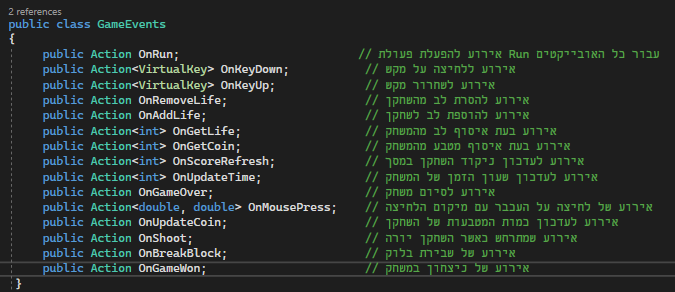 2 references
public class GameEvents
{
public Action OnRun; // אירוע להפעלת פעולת Run עבור כל האובייקטים
public Action<VirtualKey> OnKeyDown; // אירוע ללחיצה על מקש
public Action<VirtualKey> OnKeyUp; // אירוע לשחרור מקש
public Action OnRemoveLife; // אירוע להסרת לב מהשחקן
public Action OnAddLife; // אירוע להוספת לב לשחקן
public Action<int> OnGetLife; // אירוע בעת איסוף לב מהמשחק
public Action<int> OnGetCoin; // אירוע בעת איסוף מטבע מהמשחק
public Action<int> OnScoreRefresh; // אירוע לעדכון ניקוד השחקן במסך
public Action<int> OnUpdateTime; // אירוע לעדכון שעון הזמן של המשחק
public Action OnGameOver; // אירוע לסיום משחק
public Action<double, double> OnMousePress; // אירוע של לחיצה על העכבר עם מיקום הלחיצה
public Action OnUpdateCoin; // אירוע לעדכון כמות המטבעות של השחקן
public Action OnShoot; // אירוע שמתרחש כאשר השחקן יורה
public Action OnBreakBlock; // אירוע של שבירת בלוק
public Action OnGameWon; // אירוע של ניצחון במשחק
}